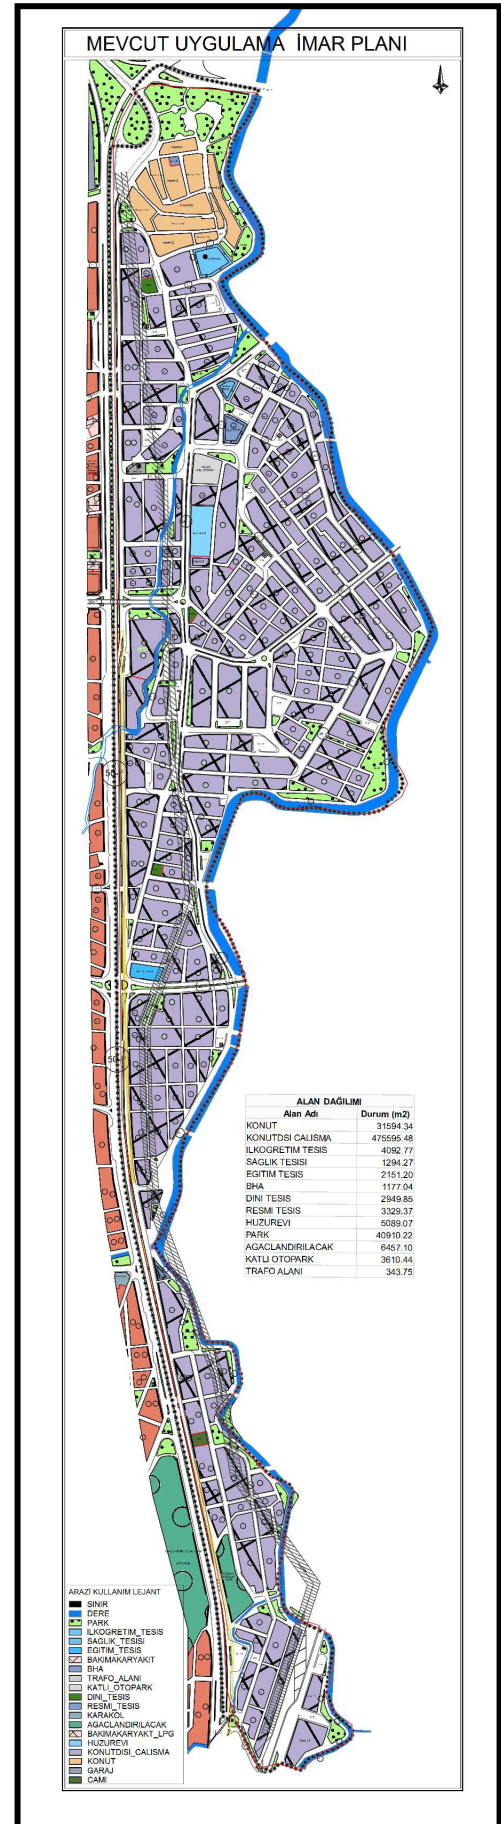 MEVCUT UYGULAMA İMAR PLANI
50
50
ALAN DAĞILIMI
Alan Adı Durum (m2)
KONUT 31594.34
KONUTDSI CALISMA 475595.48
ILKOGRETIM TESIS 4092.77
SAGLIK TESISI 1294.27
EGITIM TESIS 2151.20
BHA 1177.04
DINI TESIS 2949.85
RESMI TESIS 3329.37
HUZUREVI 5089.07
PARK 40910.22
AGACLANDIRILACAK 6457.10
KATLI OTOPARK 3610.44
TRAFO ALANI 343.75
ARAZİ KULLANIM LEJANT
SINIR
DERE
PARK
ILKOGRETIM_TESIS
SAGLIK_TESISI
EGITIM_TESIS
BAKIMAKARYAKIT
BHA
TRAFO_ALANI
KATLI_OTOPARK
DINI_TESIS
RESMI_TESIS
KARAKOL
AGACLANDIRILACAK
BAKIMAKARYAKT_LPG
HUZUREVI
KONUTDISI_CALISMA
KONUT
GARAJ
CAMI